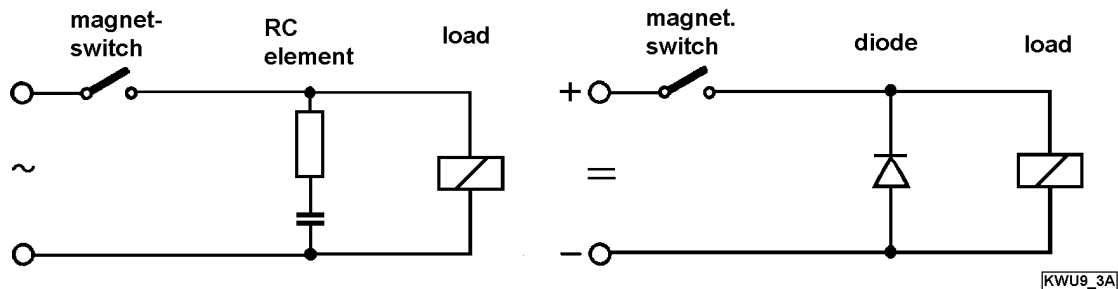 magnet-
switch
RC
element
load
~
magnet.
switch
diode
load
+
=
−
KWU9_3A